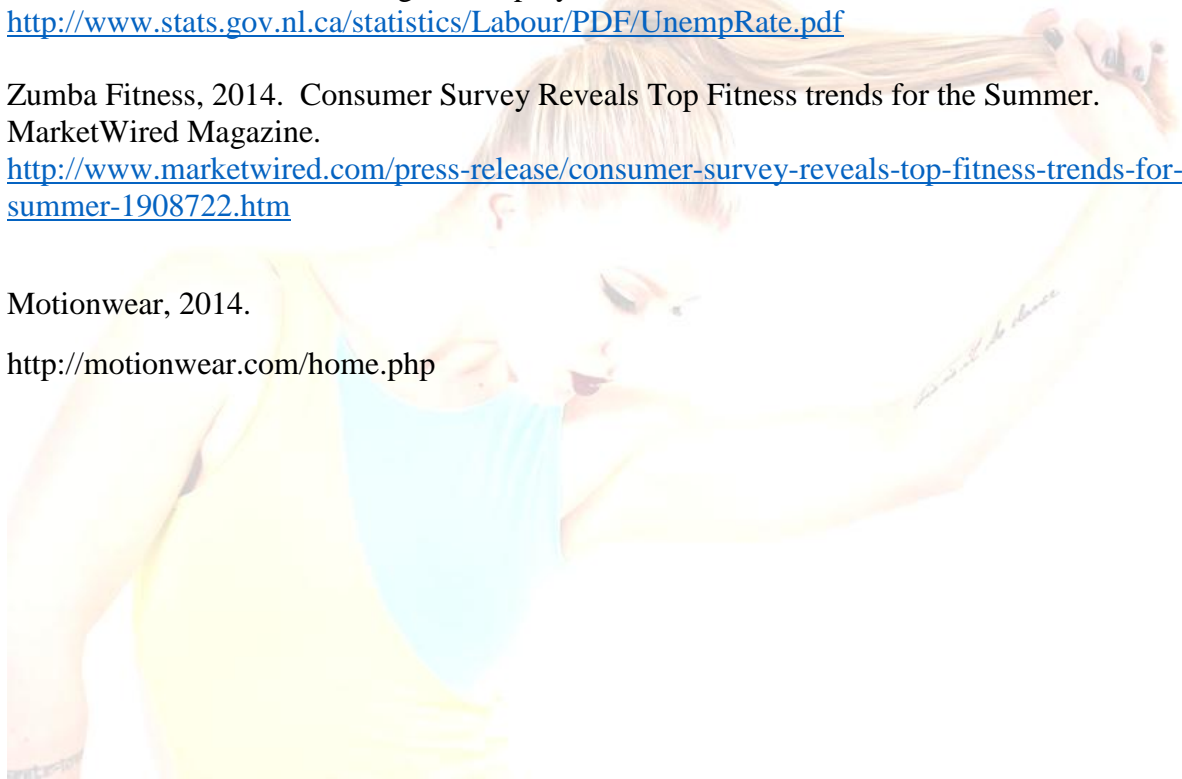 http://www.stats.gov.nl.ca/statistics/Labour/PDF/UnempRate.pdf
Zumba Fitness, 2014.  Consumer Survey Reveals Top Fitness trends for the Summer.
MarketWired Magazine.
http://www.marketwired.com/press-release/consumer-survey-reveals-top-fitness-trends-for-
summer-1908722.htm
Motionwear, 2014.
http://motionwear.com/home.php